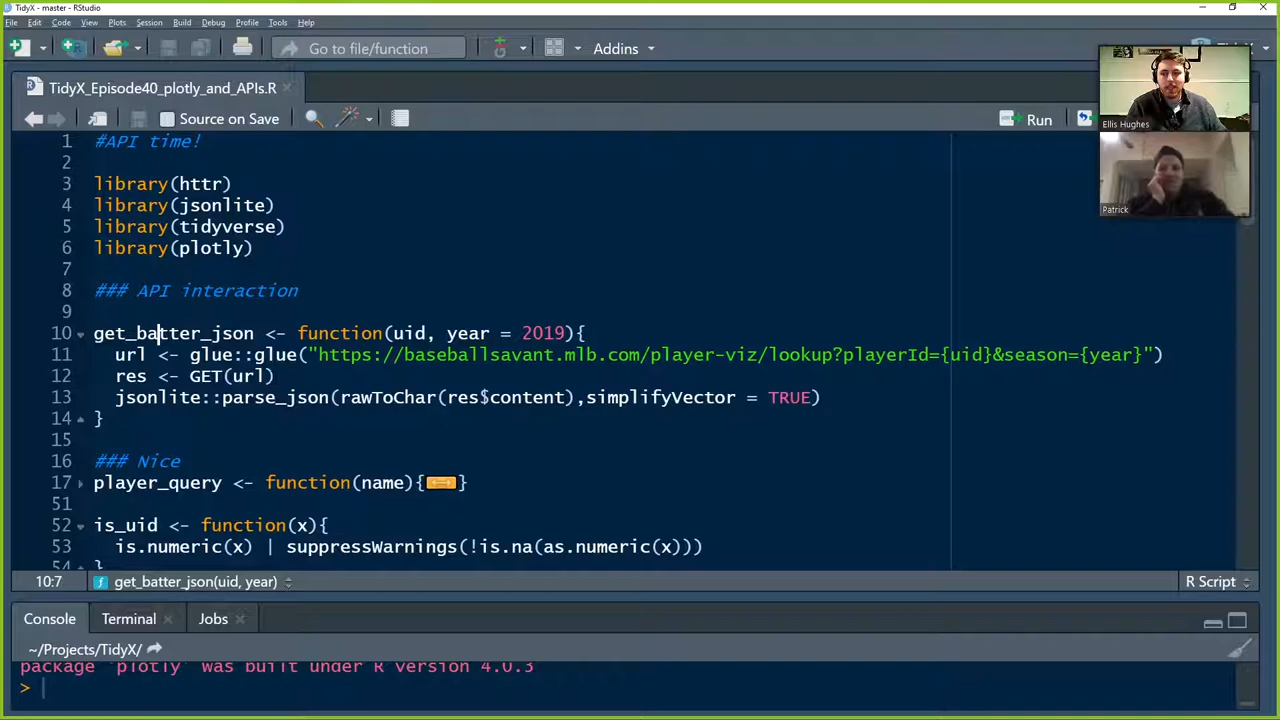 TidyX - master - RStudio
File Edit Code View Plots Session Build Debug Profile Tools Help
Go to file/function
Addins
TidyX_Episode40_plotly_and_APIs.R
Source on Save
Run
1 #API time!
2
3 library(httr)
4 library(jsonlite)
5 library(tidyverse)
6 library(plotly)
7
8 ### API interaction
9
10 get_batter_json <- function(uid, year = 2019){
11 url <- glue::glue("https://baseballsavant.mlb.com/player-viz/lookup?playerId={uid}&season={year}")
12 res <- GET(url)
13 jsonlite::parse_json(rawToChar(res$content),simplifyVector = TRUE)
14 }
15
16 ### Nice
17 player_query <- function(name){}
51
52 is_uid <- function(x){
53 is.numeric(x) | suppressWarnings(!is.na(as.numeric(x)))
54 }
10:7 get_batter_json(uid, year) R Script
Console Terminal Jobs
~/Projects/TidyX/
package 'plotly' was built under R version 4.0.3
>
Ellis Hughes
Patrick